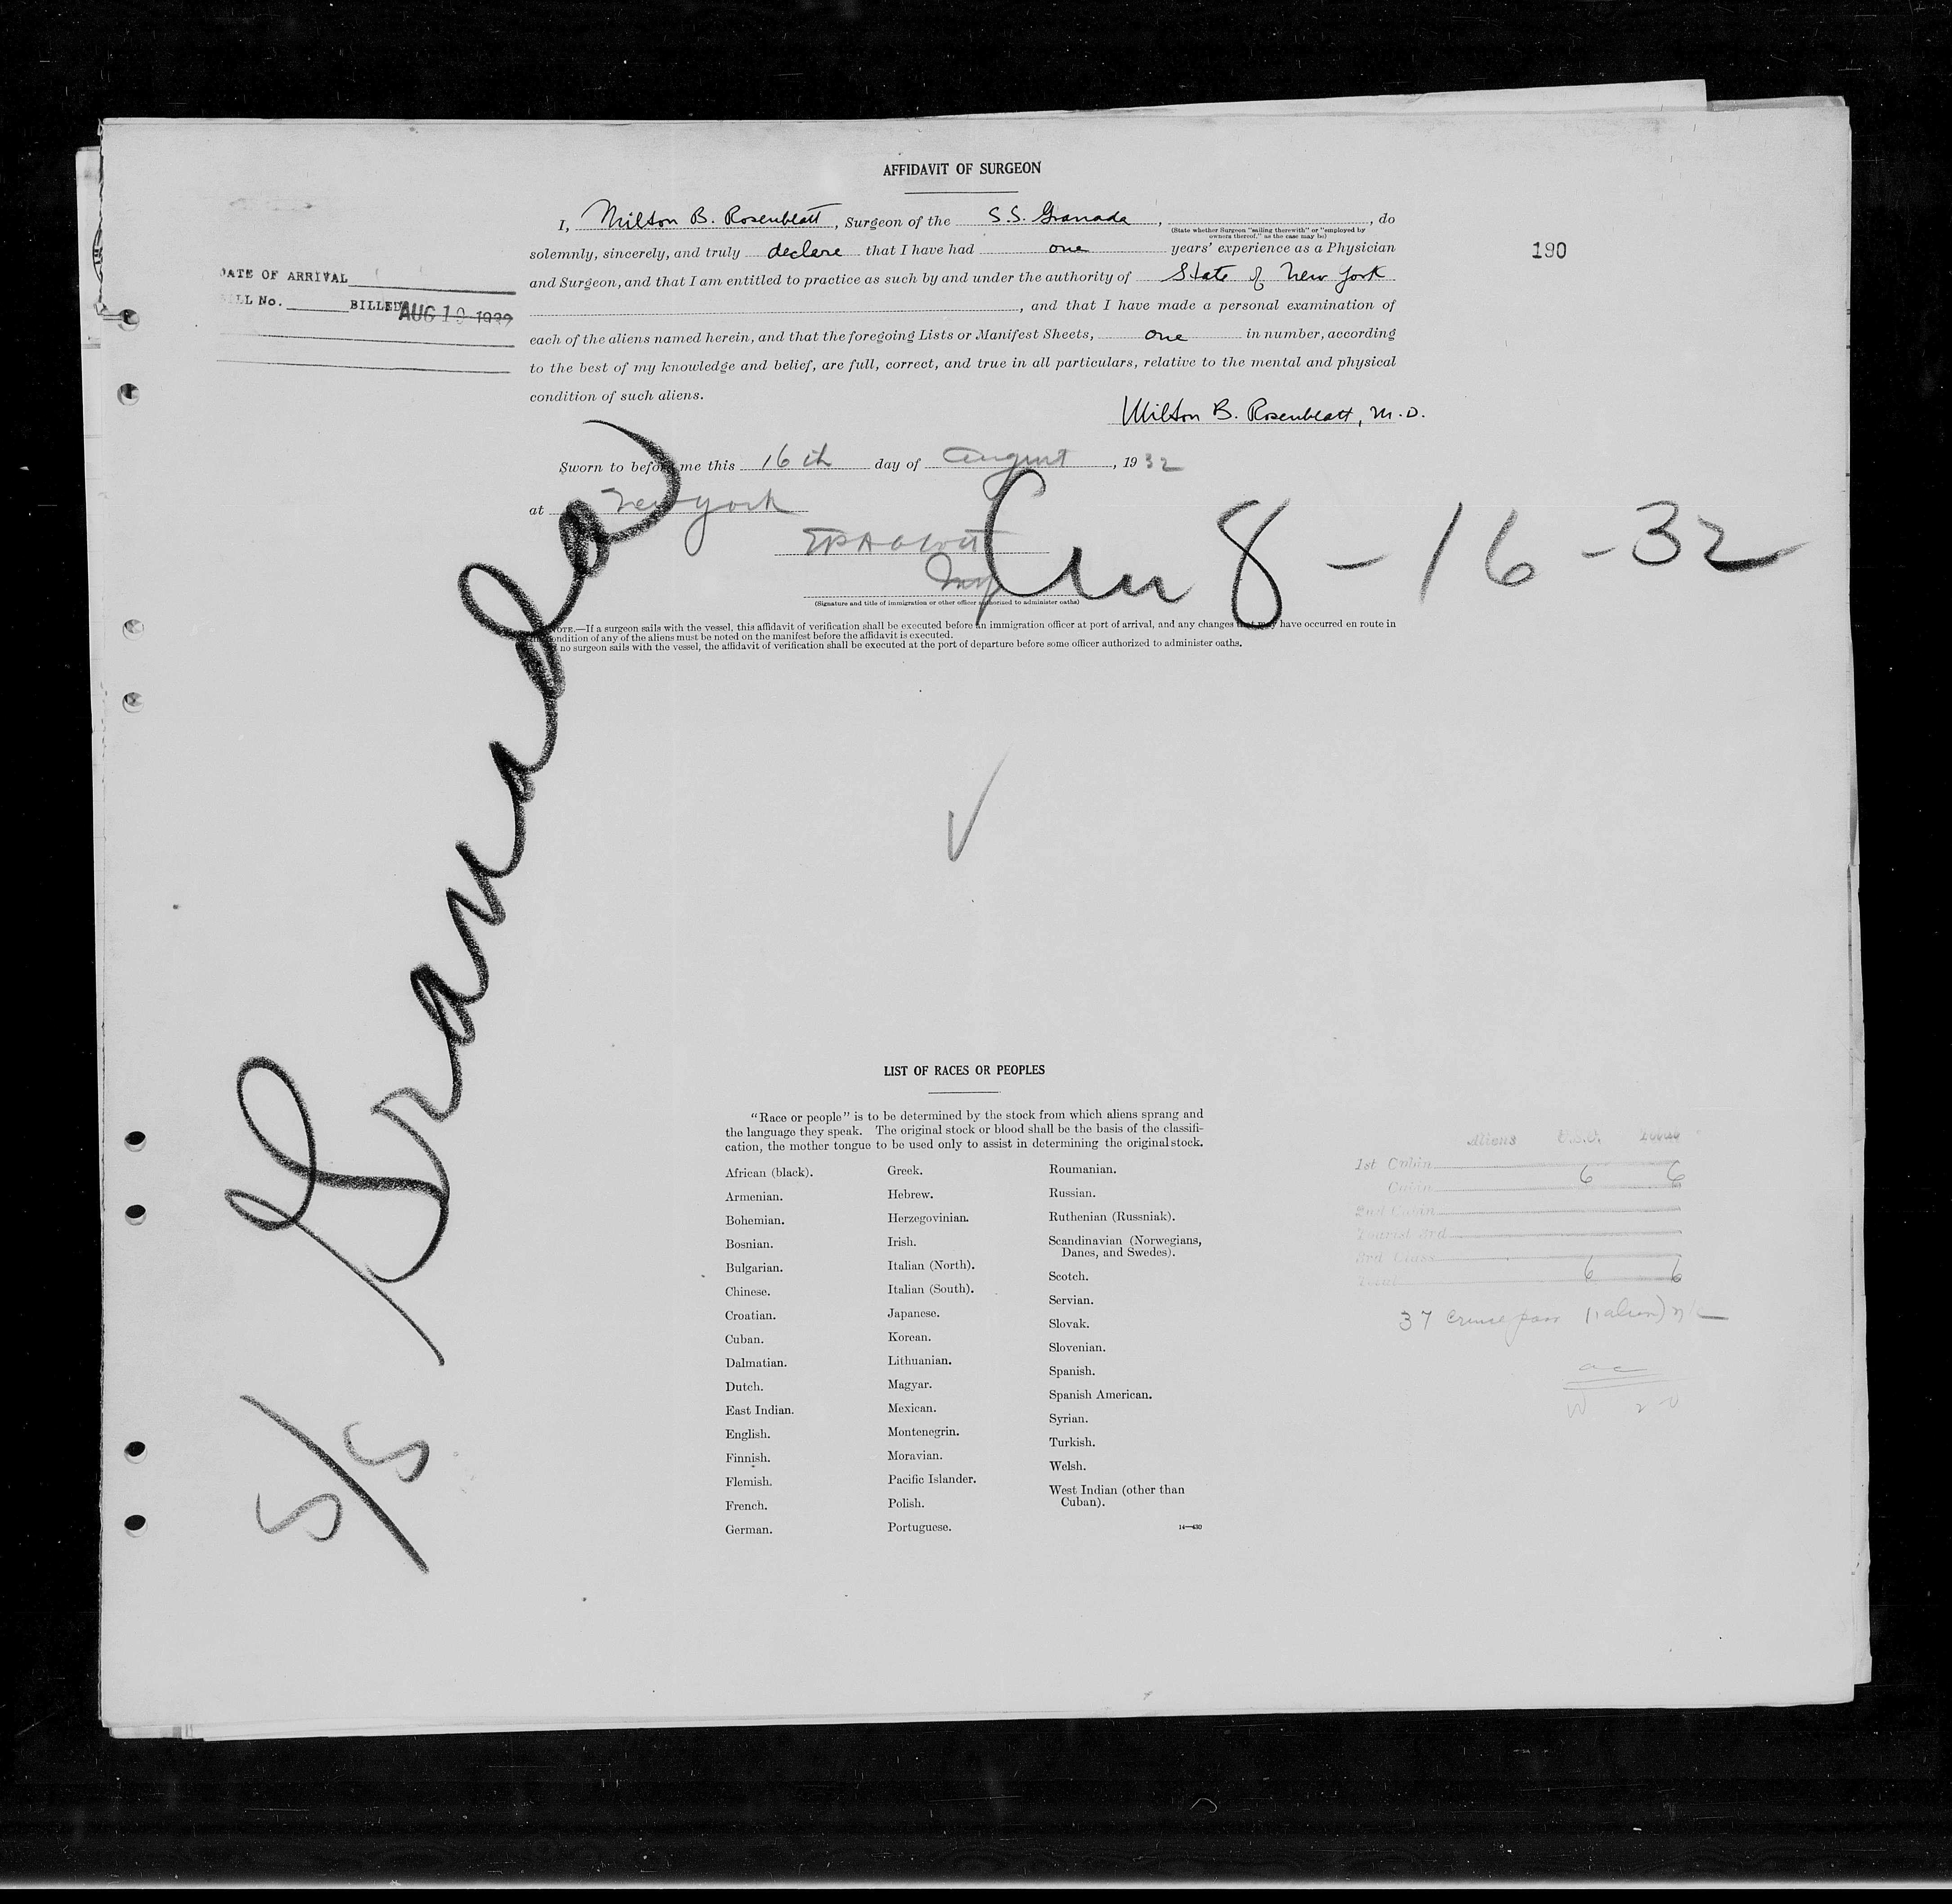 AFFIDAVIT OF SURGEON
I, Milton B. Rosenblatt, Surgeon of the S.S. Granada, , do
(State whether Surgeon "sailing therewith" or "employed by
owners thereof," as the case may be)
solemnly, sincerely, and truly declare that I have had one years' experience as a Physician
190
and Surgeon, and that I am entitled to practice as such by and under the authority of State of New York
DATE OF ARRIVAL
, and that I have made a personal examination of
BILL No. BILLED AUG 19 1932
each of the aliens named herein, and that the foregoing Lists or Manifest Sheets, one in number, according
to the best of my knowledge and belief, are full, correct, and true in all particulars, relative to the mental and physical
condition of such aliens.
Milton B. Rosenblatt, M.D.
Sworn to before me this 16th day of August, 1932
at New York
8-16-32
(Signature and title of immigration or other officer authorized to administer oaths)
NOTE.—If a surgeon sails with the vessel, this affidavit of verification shall be executed before an immigration officer at port of arrival, and any changes that may have occurred en route in
condition of any of the aliens must be noted on the manifest before the affidavit is executed.
no surgeon sails with the vessel, the affidavit of verification shall be executed at the port of departure before some officer authorized to administer oaths.
S/S Granada
LIST OF RACES OR PEOPLES
"Race or people" is to be determined by the stock from which aliens sprang and
the language they speak. The original stock or blood shall be the basis of the classifi-
cation, the mother tongue to be used only to assist in determining the original stock.
African (black).
Armenian.
Bohemian.
Bosnian.
Bulgarian.
Chinese.
Croatian.
Cuban.
Dalmatian.
Dutch.
East Indian.
English.
Finnish.
Flemish.
French.
German.
Greek.
Hebrew.
Herzegovinian.
Irish.
Italian (North).
Italian (South).
Japanese.
Korean.
Lithuanian.
Magyar.
Mexican.
Montenegrin.
Moravian.
Pacific Islander.
Polish.
Portuguese.
Roumanian.
Russian.
Ruthenian (Russniak).
Scandinavian (Norwegians,
Danes, and Swedes).
Scotch.
Servian.
Slovak.
Slovenian.
Spanish.
Spanish American.
Syrian.
Turkish.
Welsh.
West Indian (other than
Cuban).
14—430
Aliens U.S.C. Total
1st Cabin 6 6
Cabin
2nd Cabin
Tourist 3rd
3rd Class
Total 6 6
37 cruise pass